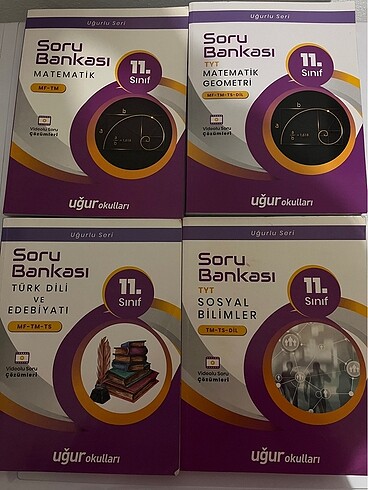 Uğurlu Seri
Soru
Bankası
MATEMATİK
MF-TM
11.
Sınıf
Videolu Soru
Çözümleri
a
b
uğur okulları
Uğurlu Seri
Soru
Bankası
TYT
MATEMATİK
GEOMETRİ
MF-TM-TS-DİL
11.
Sınıf
Videolu Soru
Çözümleri
a
b
uğur okulları
Uğurlu Seri
Soru
Bankası
TÜRK DİLİ
VE
EDEBİYATI
MF-TM-TS
11.
Sınıf
Videolu Soru
Çözümleri
uğur okulları
Uğurlu Seri
Soru
Bankası
TYT
SOSYAL
BİLİMLER
TM-TS-DİL
11.
Sınıf
Videolu Soru
Çözümleri
uğur okulları